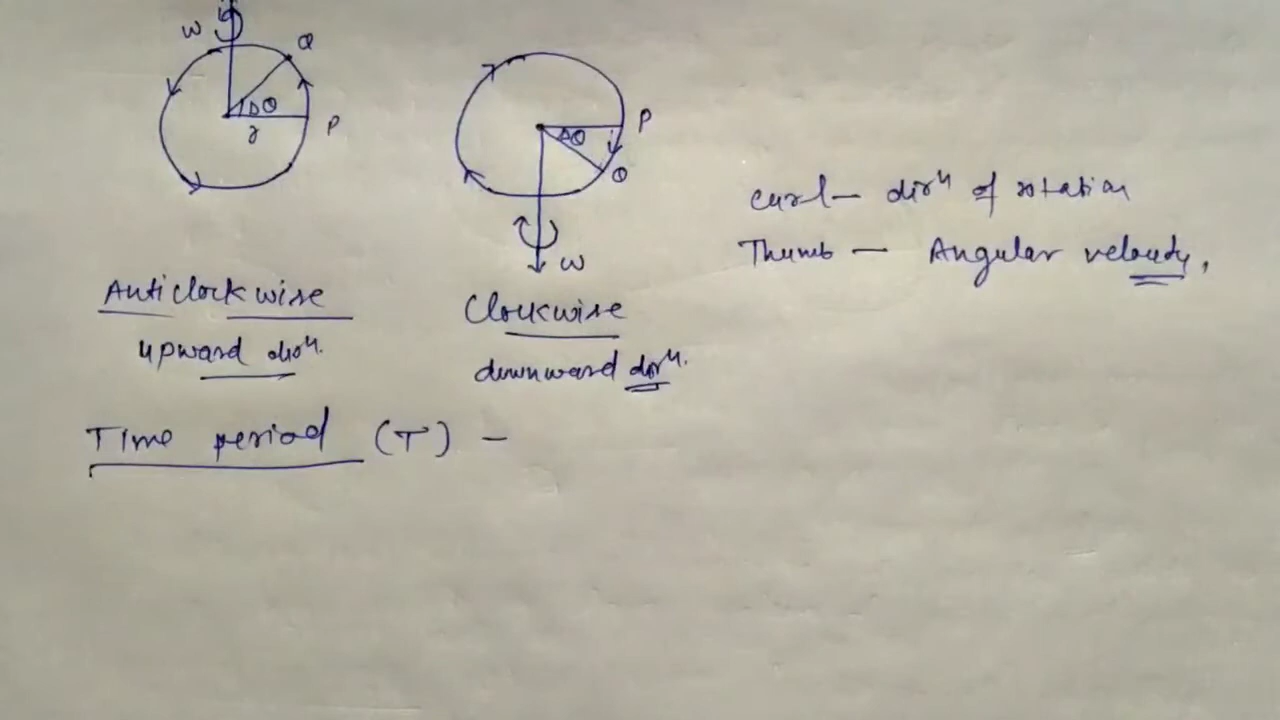 ω
Q
Δθ
r
P
Anticlockwise
upward dirⁿ.
P
Δθ
Q
ω
Clockwise
downward dirⁿ.
curl – dirⁿ of rotation
Thumb – Angular velocity,
Time period (T) –